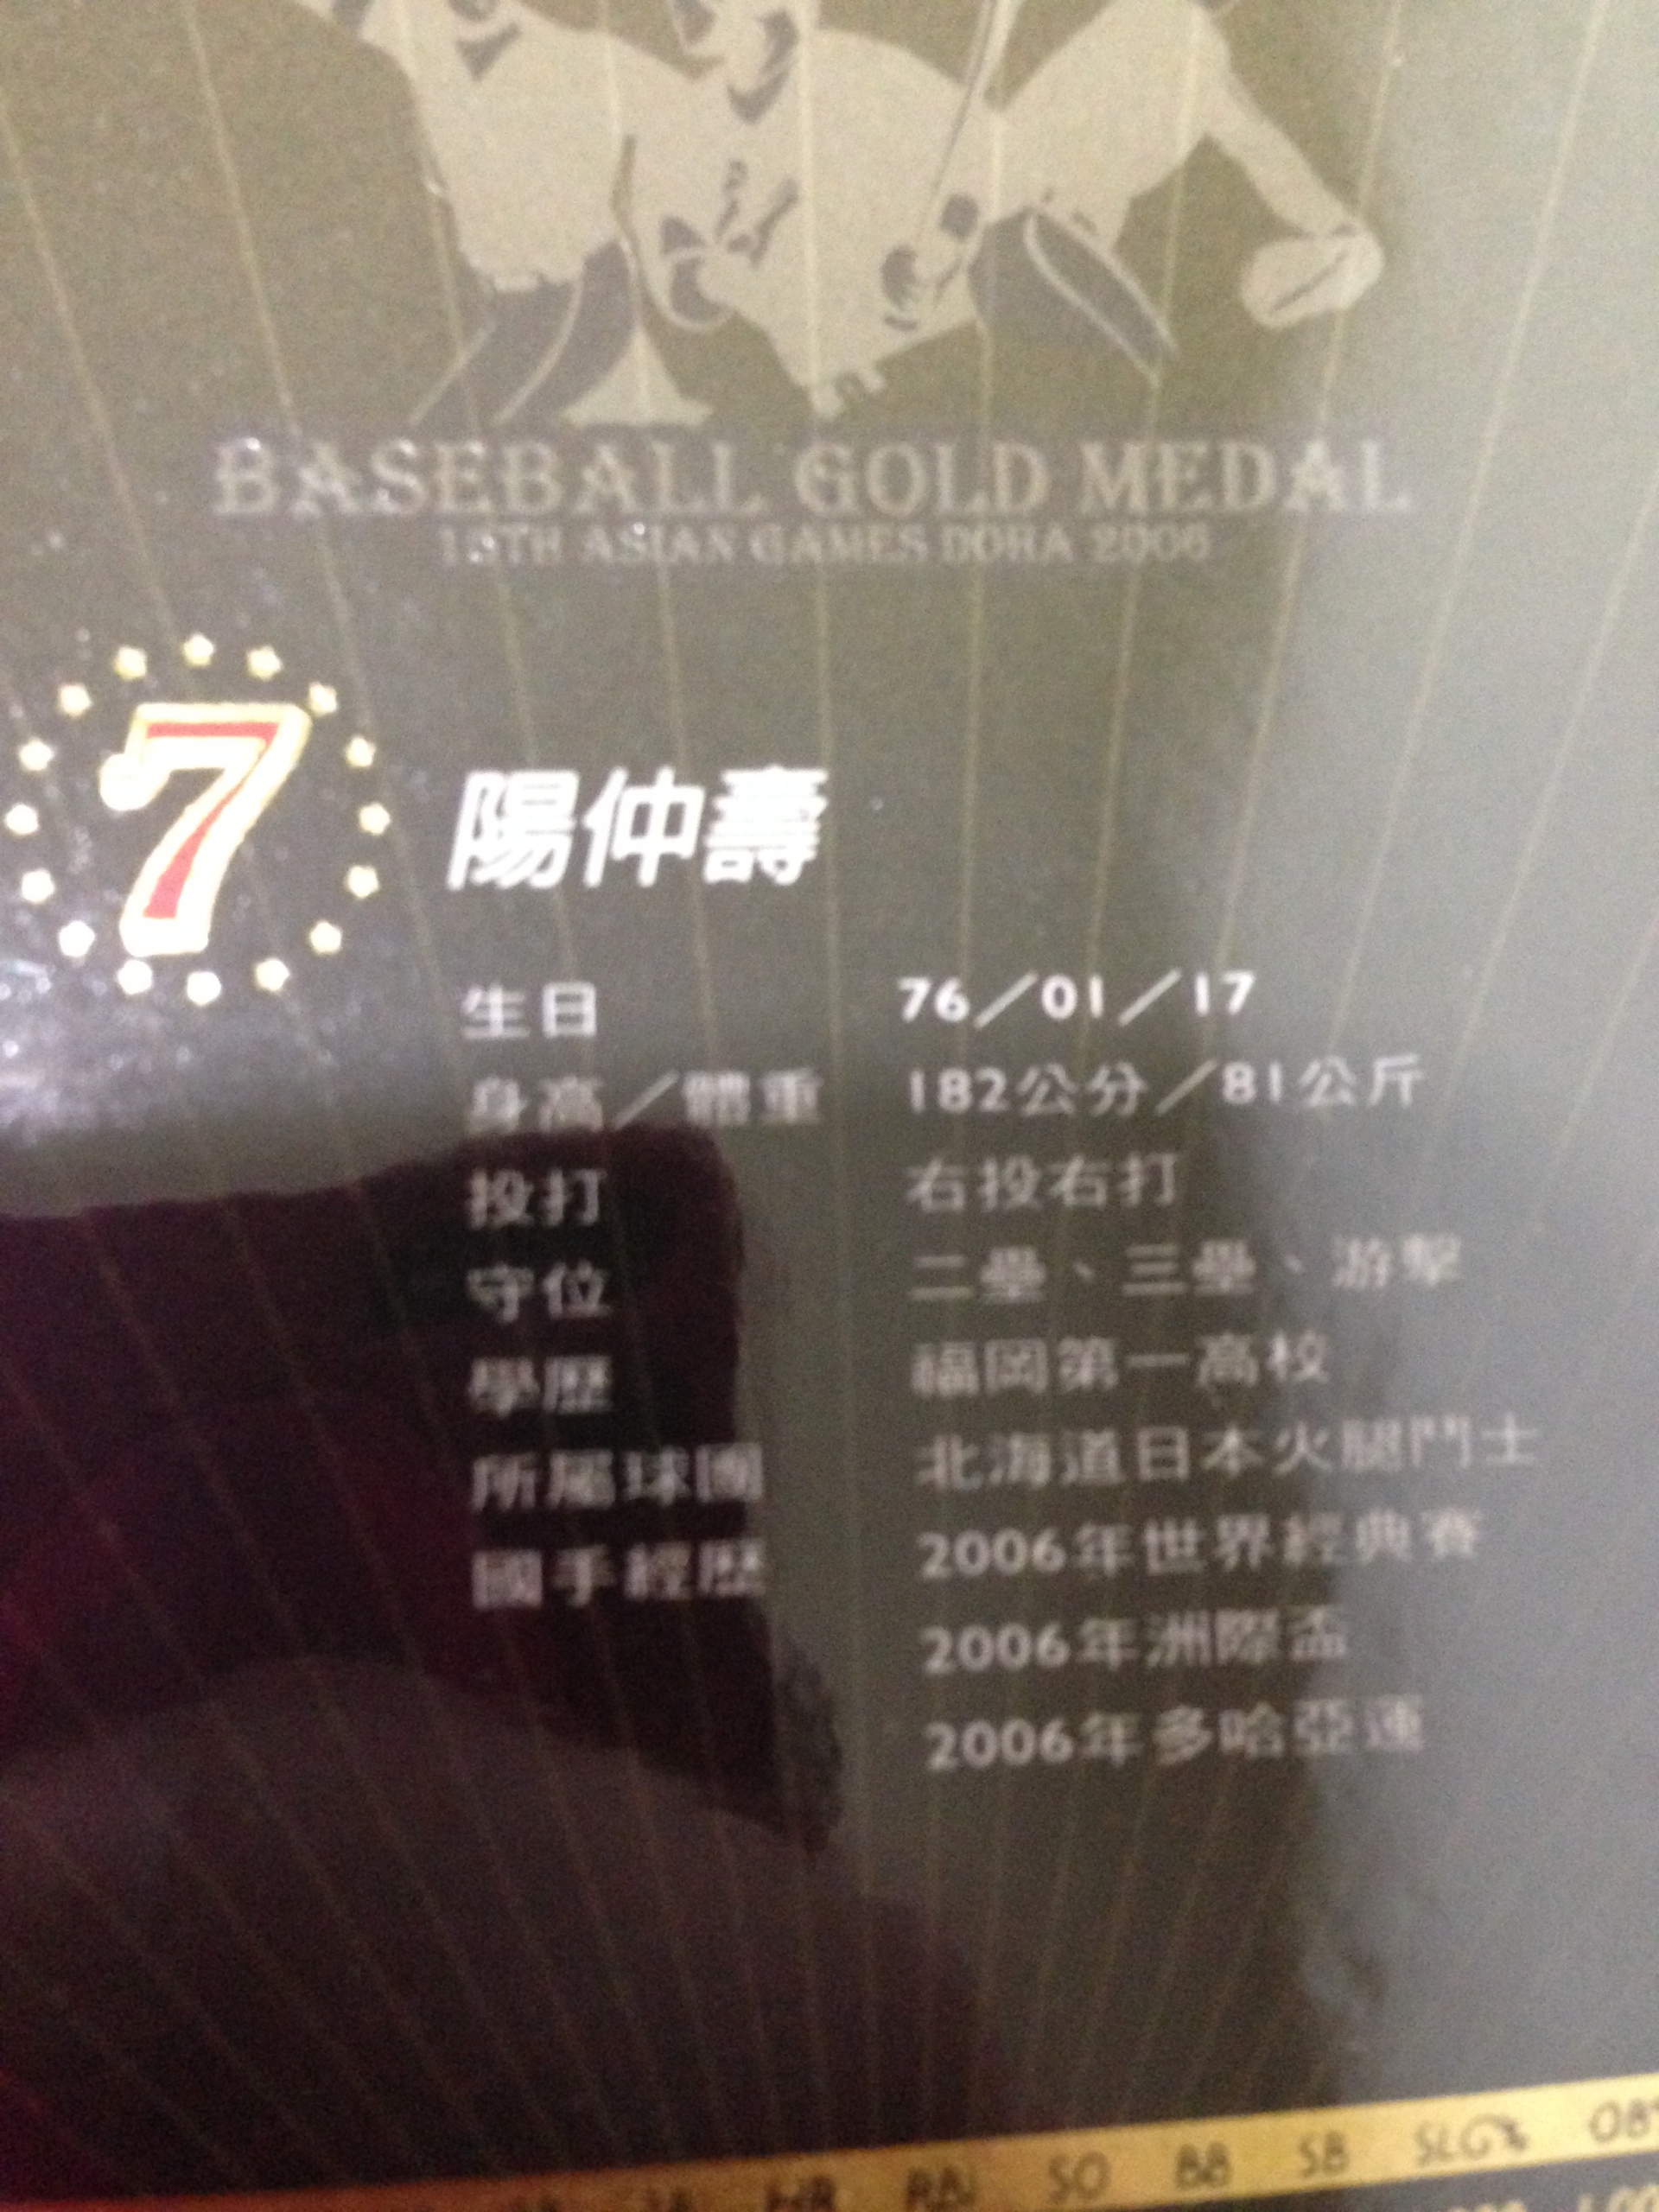 BASEBALL GOLD MEDAL
15TH ASIAN GAMES DOHA 2006
7
陽仲壽
生日 76/01/17
身高/體重 182公分/81公斤
投打 右投右打
守位 二壘、三壘、游擊
學歷 福岡第一高校
所屬球團 北海道日本火腿鬥士
國手經歷 2006年世界經典賽
2006年洲際盃
2006年多哈亞運
HR RBI SO BB SB SLG%